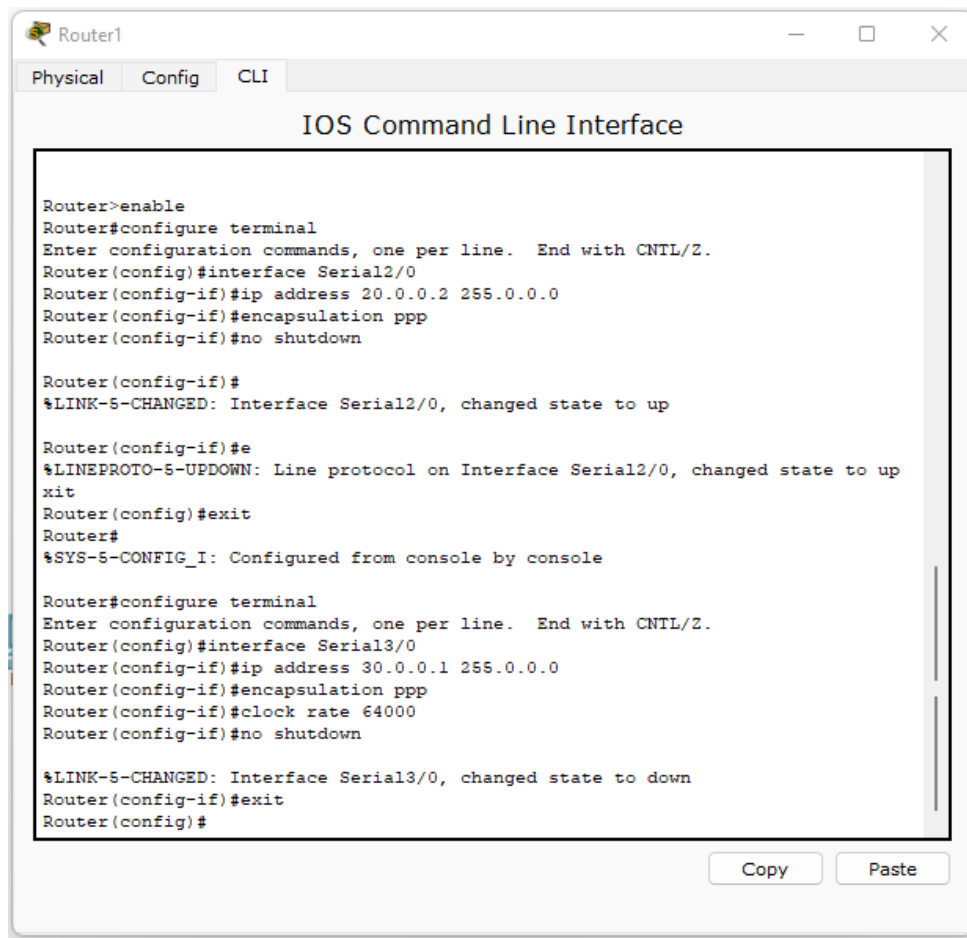 Router1
Physical Config CLI
IOS Command Line Interface
Router>enable
Router#configure terminal
Enter configuration commands, one per line.  End with CNTL/Z.
Router(config)#interface Serial2/0
Router(config-if)#ip address 20.0.0.2 255.0.0.0
Router(config-if)#encapsulation ppp
Router(config-if)#no shutdown
Router(config-if)#
%LINK-5-CHANGED: Interface Serial2/0, changed state to up
Router(config-if)#e
%LINEPROTO-5-UPDOWN: Line protocol on Interface Serial2/0, changed state to up
xit
Router(config)#exit
Router#
%SYS-5-CONFIG_I: Configured from console by console
Router#configure terminal
Enter configuration commands, one per line.  End with CNTL/Z.
Router(config)#interface Serial3/0
Router(config-if)#ip address 30.0.0.1 255.0.0.0
Router(config-if)#encapsulation ppp
Router(config-if)#clock rate 64000
Router(config-if)#no shutdown
%LINK-5-CHANGED: Interface Serial3/0, changed state to down
Router(config-if)#exit
Router(config)#
Copy Paste